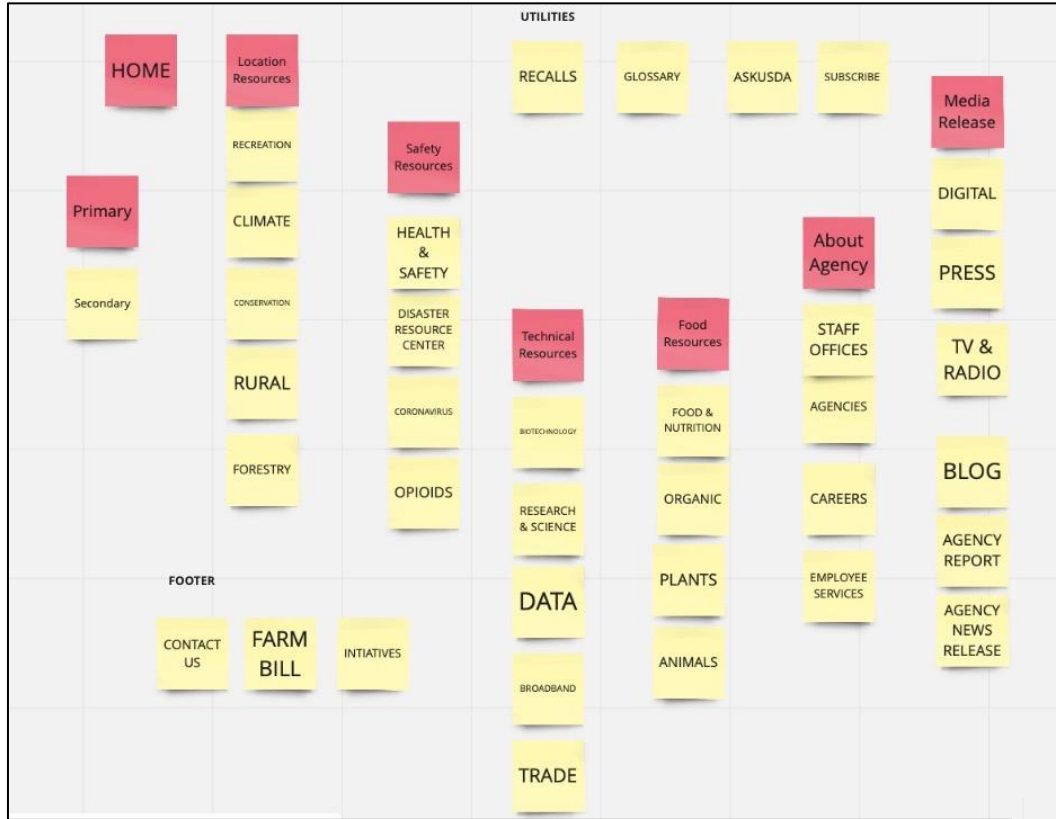 UTILITIES
HOME
Location
Resources
RECREATION
CLIMATE
CONSERVATION
RURAL
FORESTRY
Primary
Secondary
Safety
Resources
HEALTH
&
SAFETY
DISASTER
RESOURCE
CENTER
CORONAVIRUS
OPIOIDS
RECALLS
GLOSSARY
ASKUSDA
SUBSCRIBE
Technical
Resources
BIOTECHNOLOGY
RESEARCH
& SCIENCE
DATA
BROADBAND
TRADE
Food
Resources
FOOD &
NUTRITION
ORGANIC
PLANTS
ANIMALS
About
Agency
STAFF
OFFICES
AGENCIES
CAREERS
EMPLOYEE
SERVICES
Media
Release
DIGITAL
PRESS
TV &
RADIO
BLOG
AGENCY
REPORT
AGENCY
NEWS
RELEASE
FOOTER
CONTACT
US
FARM
BILL
INTIATIVES